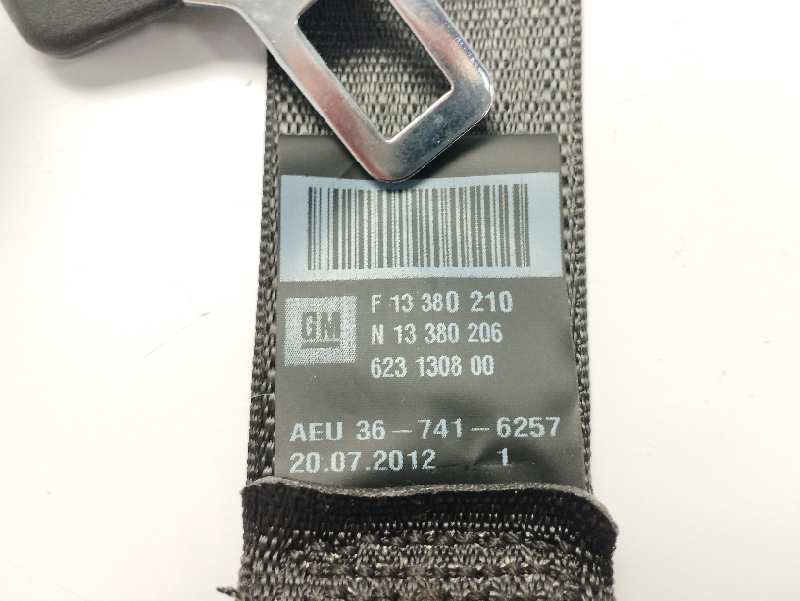 GM
F 13 380 210
N 13 380 206
623 1308 00
AEU 36-741-6257
20.07.2012 1